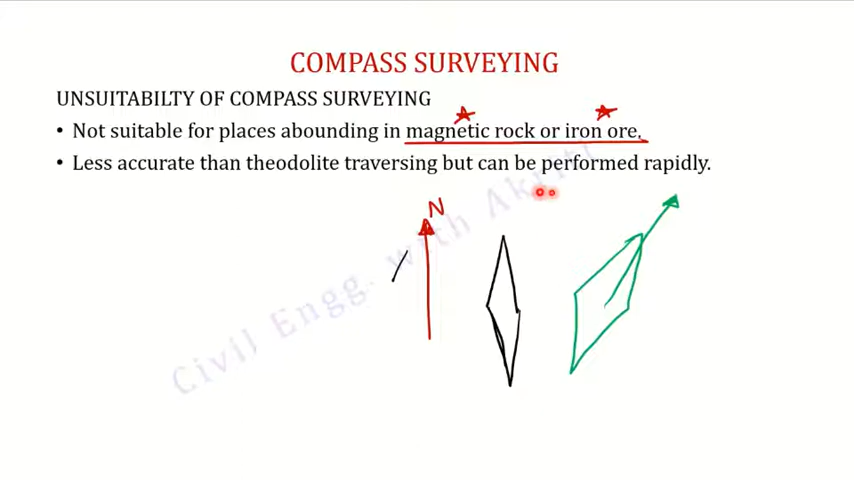 COMPASS SURVEYING
UNSUITABILTY OF COMPASS SURVEYING
• Not suitable for places abounding in magnetic rock or iron ore.
• Less accurate than theodolite traversing but can be performed rapidly.
N
Civil Engg. with Akriti